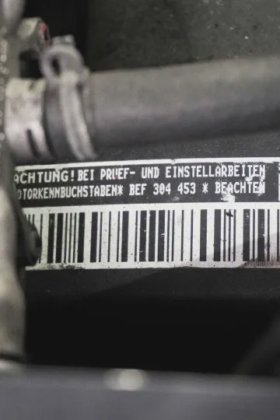 ACHTUNG! BEI PRUEF- UND EINSTELLARBEITEN
MOTORKENNBUCHSTABEN* BEF 304 453 * BEACHTEN